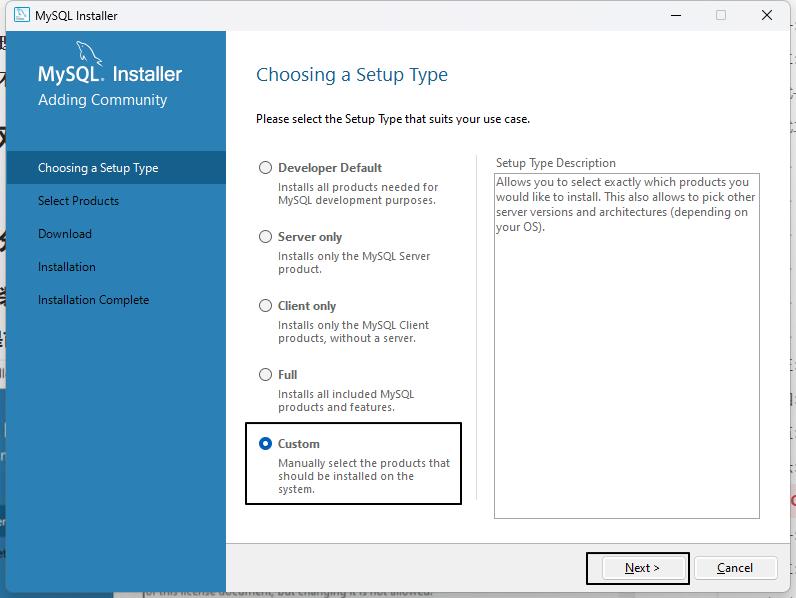 MySQL Installer
MySQL. Installer
Adding Community
Choosing a Setup Type
Select Products
Download
Installation
Installation Complete
Choosing a Setup Type
Please select the Setup Type that suits your use case.
Developer Default
Installs all products needed for
MySQL development purposes.
Server only
Installs only the MySQL Server
product.
Client only
Installs only the MySQL Client
products, without a server.
Full
Installs all included MySQL
products and features.
Custom
Manually select the products that
should be installed on the
system.
Setup Type Description
Allows you to select exactly which products you
would like to install. This also allows to pick other
server versions and architectures (depending on
your OS).
Next >
Cancel
of this license document, but changing it is not allowed.